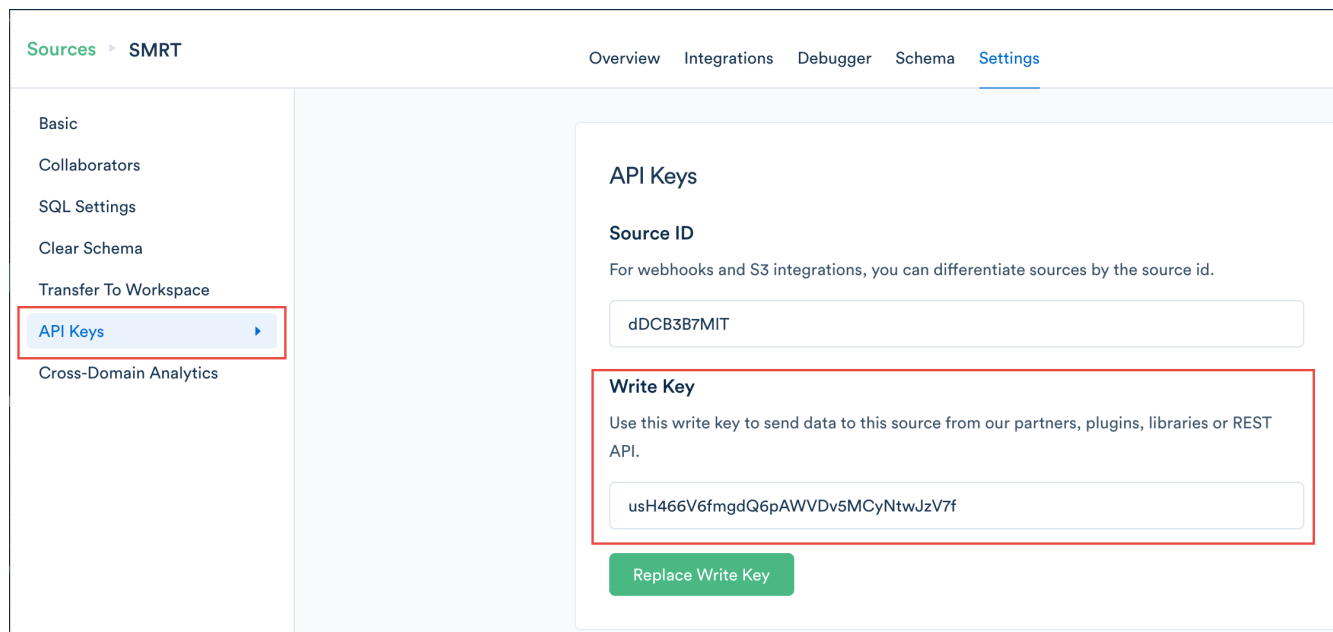 Sources SMRT
Overview Integrations Debugger Schema Settings
Basic
Collaborators
SQL Settings
Clear Schema
Transfer To Workspace
API Keys
Cross-Domain Analytics
API Keys
Source ID
For webhooks and S3 integrations, you can differentiate sources by the source id.
dDCB3B7MIT
Write Key
Use this write key to send data to this source from our partners, plugins, libraries or REST
API.
usH466V6fmgdQ6pAWVDv5MCyNtwJzV7f
Replace Write Key